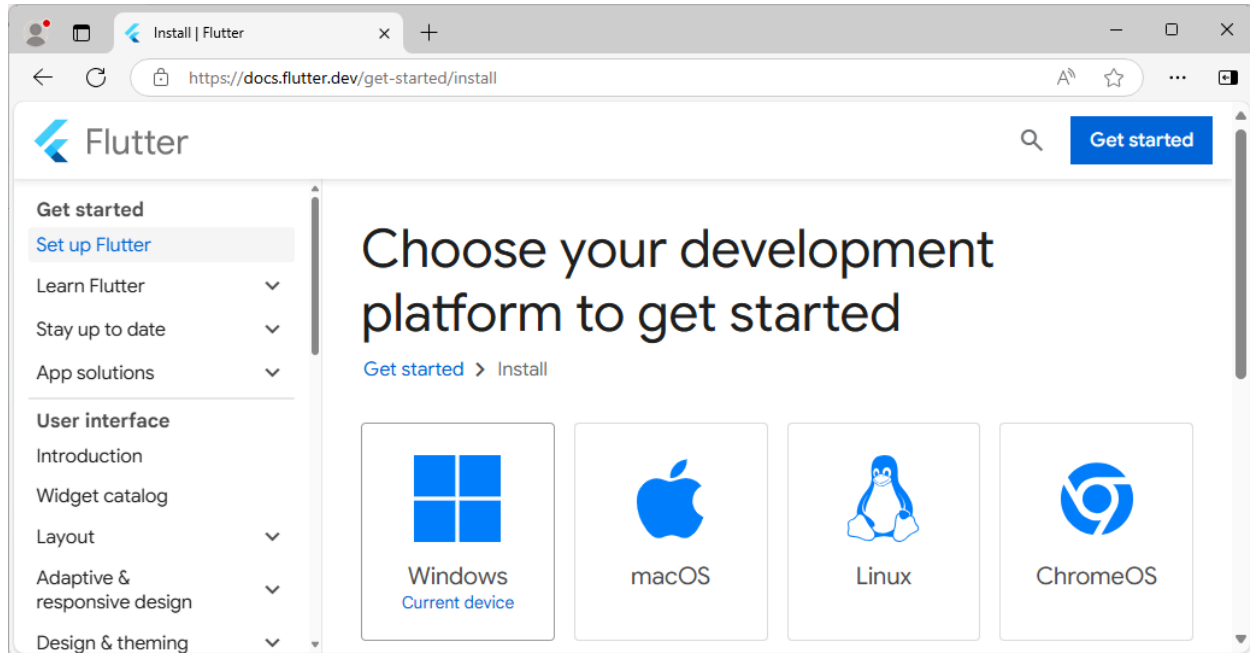 Install | Flutter
https://docs.flutter.dev/get-started/install
Flutter
Get started
Get started
Set up Flutter
Learn Flutter
Stay up to date
App solutions
User interface
Introduction
Widget catalog
Layout
Adaptive &
responsive design
Design & theming
Choose your development
platform to get started
Get started > Install
Windows
Current device
macOS
Linux
ChromeOS